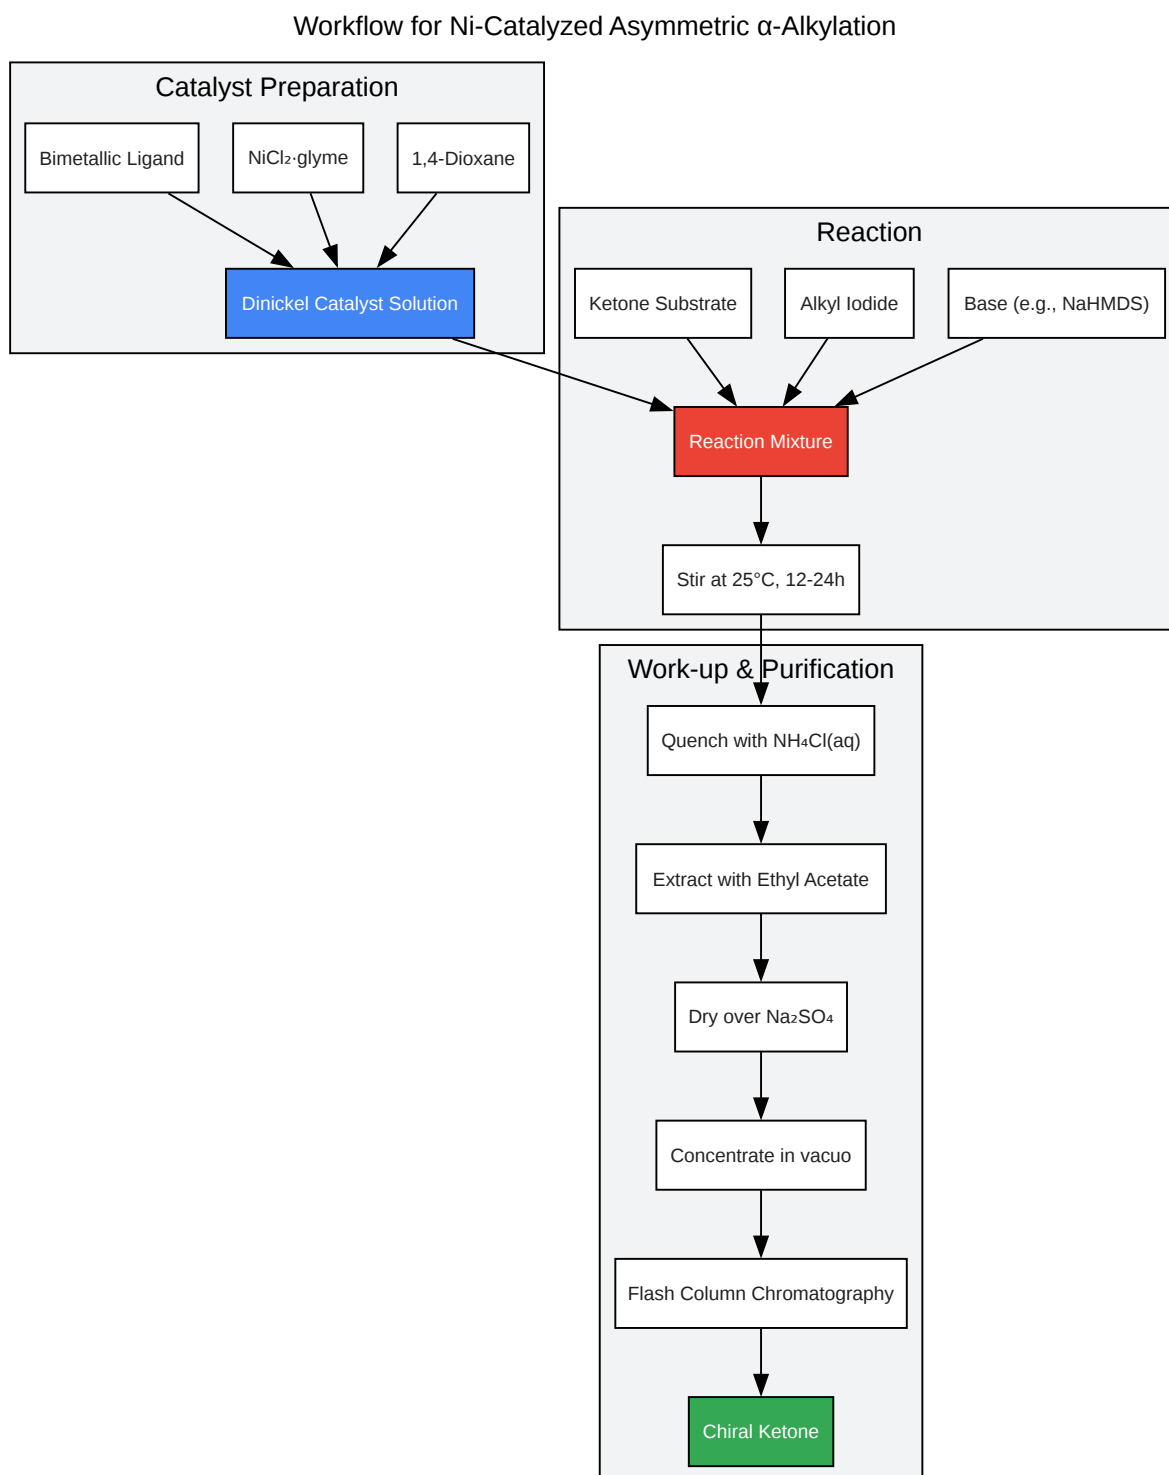 Workflow for Ni-Catalyzed Asymmetric α-Alkylation
Catalyst Preparation
Bimetallic Ligand
NiCl₂·glyme
1,4-Dioxane
Dinickel Catalyst Solution
Reaction
Ketone Substrate
Alkyl Iodide
Base (e.g., NaHMDS)
Reaction Mixture
Stir at 25°C, 12-24h
Work-up & Purification
Quench with NH₄Cl(aq)
Extract with Ethyl Acetate
Dry over Na₂SO₄
Concentrate in vacuo
Flash Column Chromatography
Chiral Ketone